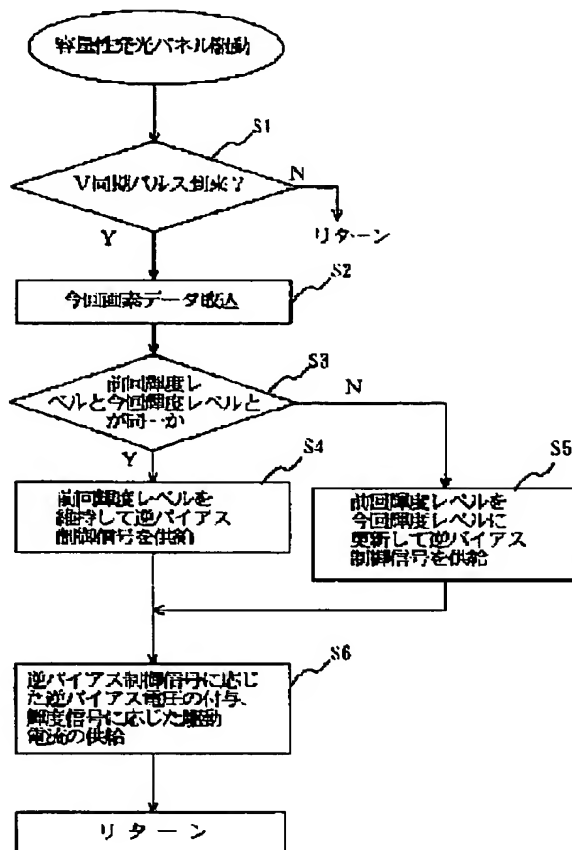 容量性発光パネル駆動
S1
V同期パルス到来？
N
リターン
Y
S2
今回画素データ取込
S3
前回輝度レ
ベルと今回輝度レベルと
が同一か
N
Y
S4
前回輝度レベルを
維持して逆バイアス
制御信号を供給
S5
前回輝度レベルを
今回輝度レベルに
更新して逆バイアス
制御信号を供給
S6
逆バイアス制御信号に応じ
た逆バイアス電圧の付与、
輝度信号に応じた駆動
電流の供給
リターン